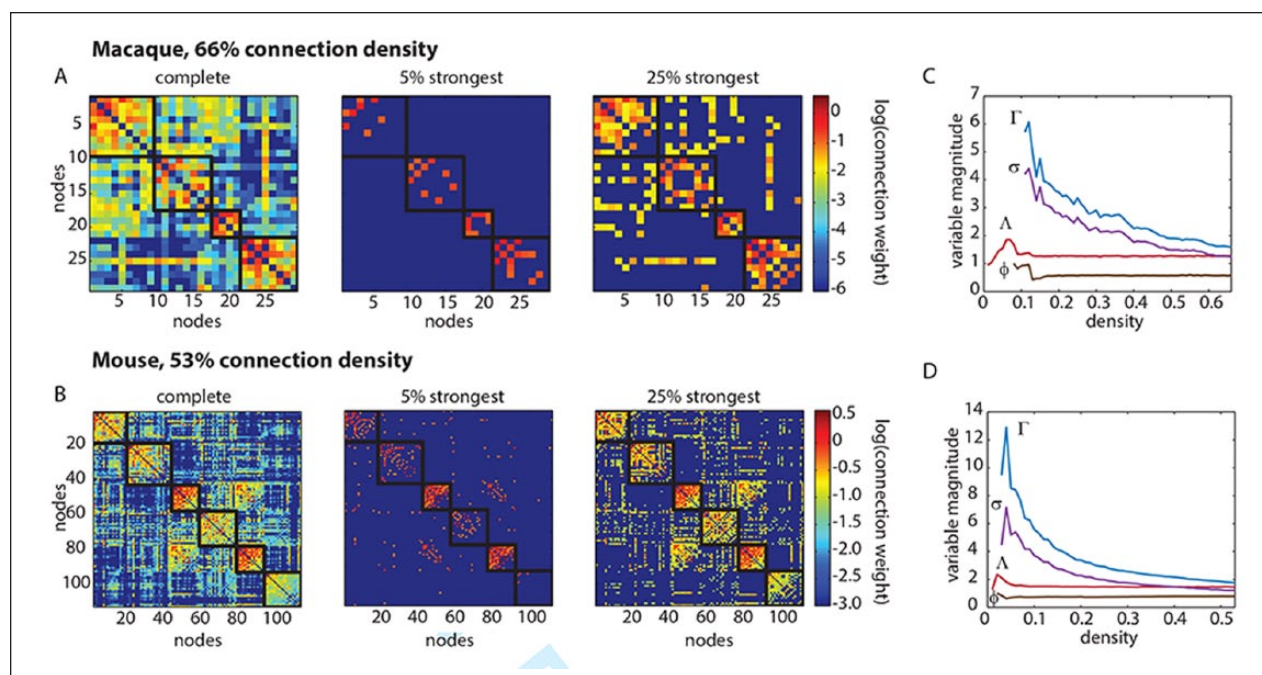 Macaque, 66% connection density
A
complete
5% strongest
25% strongest
C
nodes
5
10
15
20
25
5 10 15 20 25
nodes
5 10 15 20 25
nodes
5 10 15 20 25
nodes
0
-1
-2
-3
-4
-5
-6
log(connection weight)
variable magnitude
7
6
5
4
3
2
1
0
Γ
σ
Λ
ϕ
0 0.1 0.2 0.3 0.4 0.5 0.6
density
Mouse, 53% connection density
B
complete
5% strongest
25% strongest
D
nodes
20
40
60
80
100
20 40 60 80 100
nodes
20 40 60 80 100
nodes
20 40 60 80 100
nodes
0.5
0
-0.5
-1.0
-1.5
-2.0
-2.5
-3.0
log(connection weight)
variable magnitude
14
12
10
8
6
4
2
0
Γ
σ
Λ
ϕ
0 0.1 0.2 0.3 0.4 0.5
density